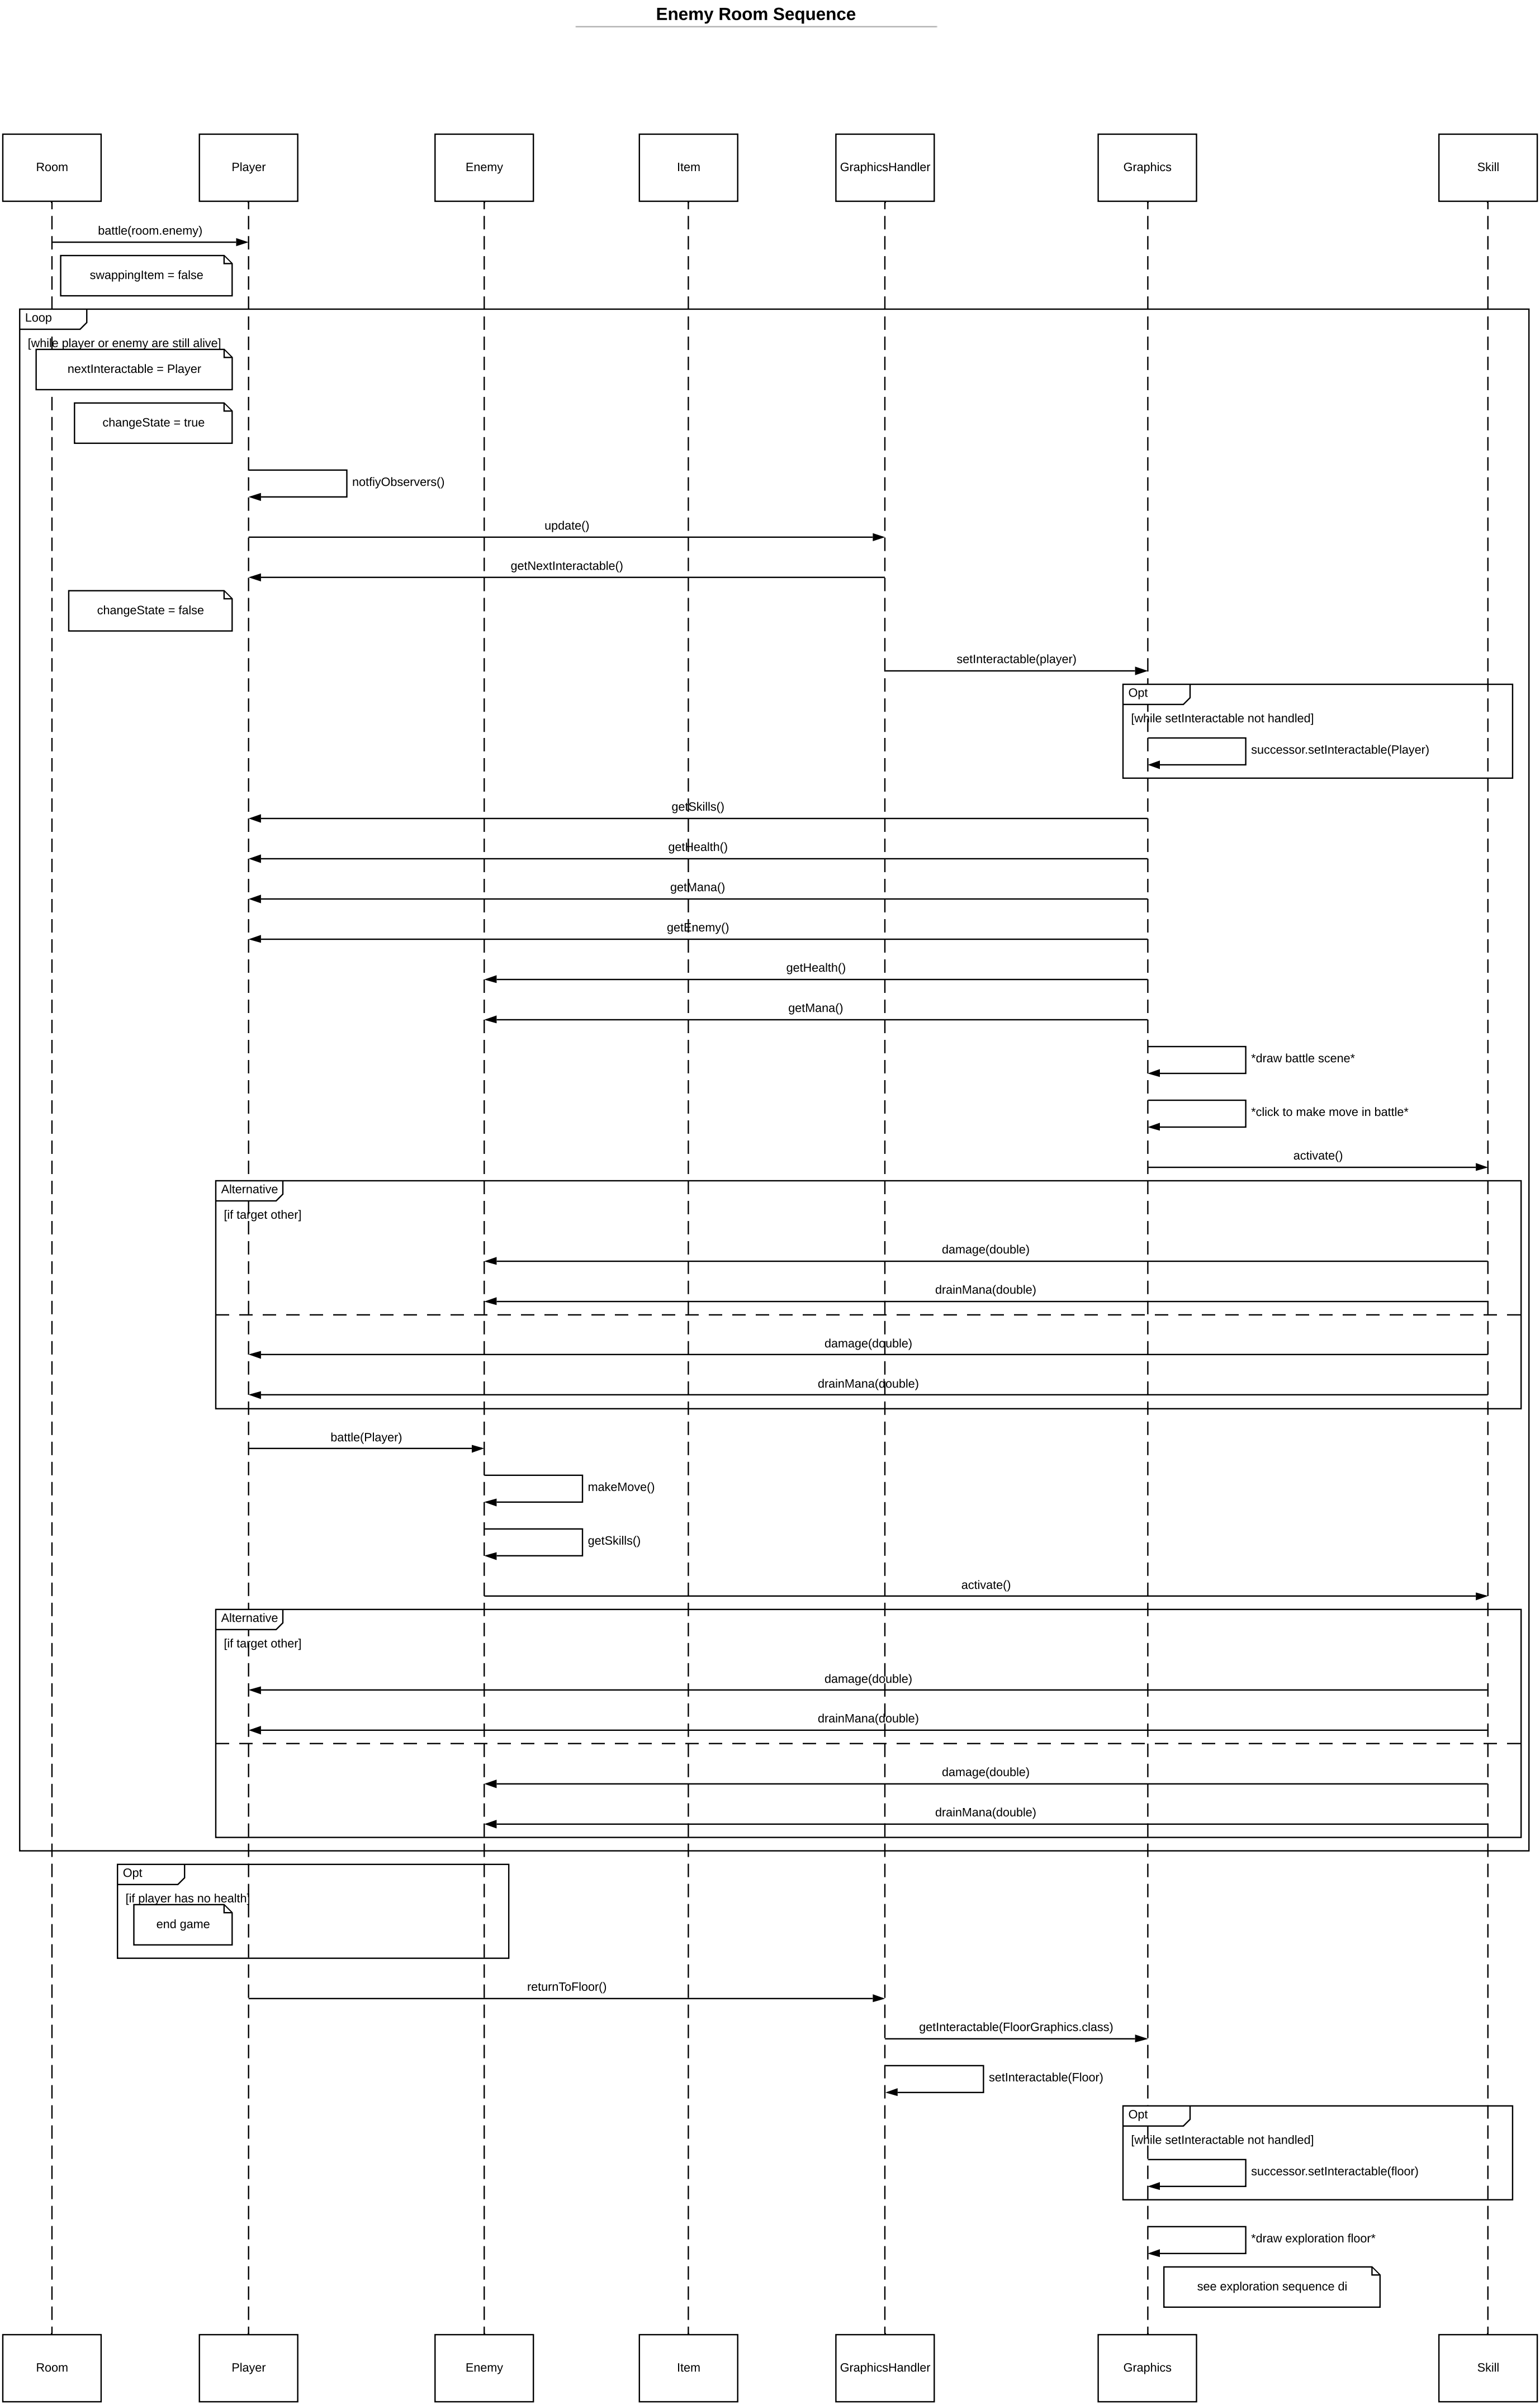 Enemy Room Sequence
Room
Player
Enemy
Item
GraphicsHandler
Graphics
Skill
battle(room.enemy)
swappingItem = false
Loop
[while player or enemy are still alive]
nextInteractable = Player
changeState = true
notfiyObservers()
update()
getNextInteractable()
changeState = false
setInteractable(player)
Opt
[while setInteractable not handled]
successor.setInteractable(Player)
getSkills()
getHealth()
getMana()
getEnemy()
getHealth()
getMana()
*draw battle scene*
*click to make move in battle*
activate()
Alternative
[if target other]
damage(double)
drainMana(double)
damage(double)
drainMana(double)
battle(Player)
makeMove()
getSkills()
activate()
Alternative
[if target other]
damage(double)
drainMana(double)
damage(double)
drainMana(double)
Opt
[if player has no health]
end game
returnToFloor()
getInteractable(FloorGraphics.class)
setInteractable(Floor)
Opt
[while setInteractable not handled]
successor.setInteractable(floor)
*draw exploration floor*
see exploration sequence di
Room
Player
Enemy
Item
GraphicsHandler
Graphics
Skill